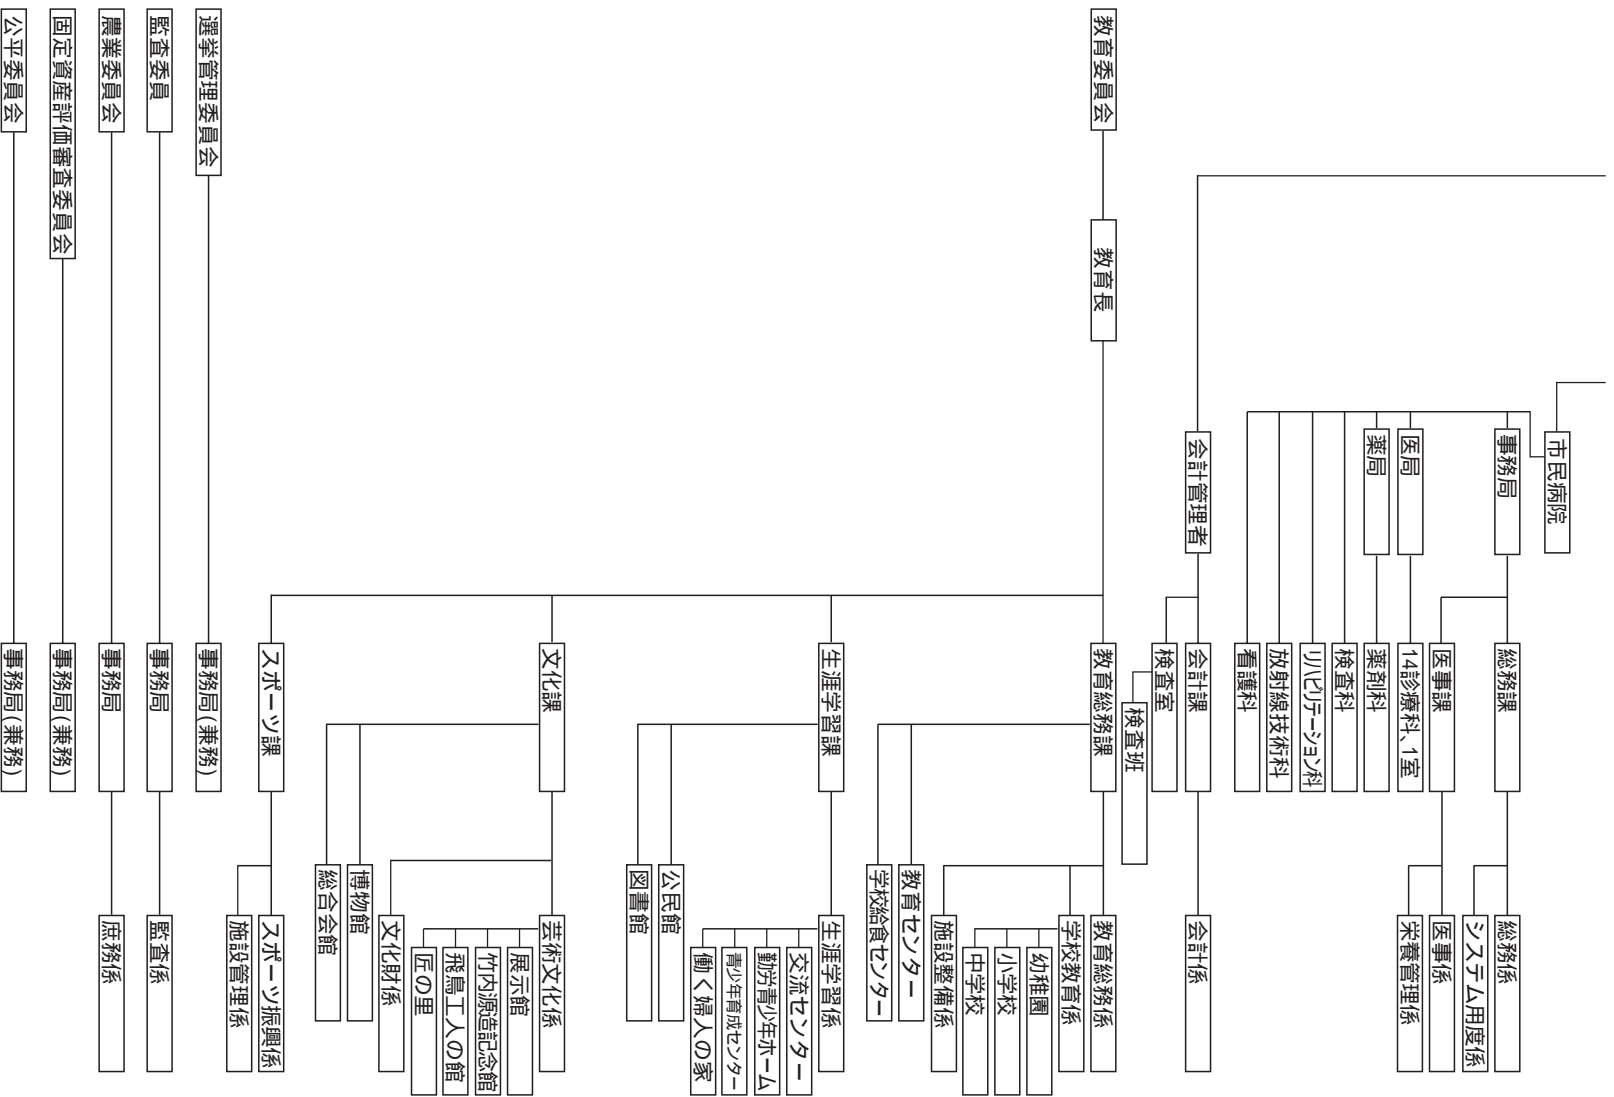 市民病院
事務局
総務課
総務係
システム用度係
医事課
医事係
栄養管理係
医局
14診療科、1室
薬局
薬剤科
検査科
リハビリテーション科
放射線技術科
看護科
会計管理者
会計課
会計係
検査室
検査班
教育委員会
教育長
教育総務課
教育総務係
学校教育係
幼稚園
小学校
中学校
施設整備係
教育センター
学校給食センター
生涯学習課
生涯学習係
交流センター
勤労青少年ホーム
青少年育成センター
働く婦人の家
公民館
図書館
文化課
芸術文化係
展示館
竹内源造記念館
飛鳥工人の館
匠の里
文化財係
博物館
総合会館
スポーツ課
スポーツ振興係
施設管理係
選挙管理委員会
事務局(兼務)
監査委員
事務局
監査係
農業委員会
事務局
庶務係
固定資産評価審査委員会
事務局(兼務)
公平委員会
事務局(兼務)